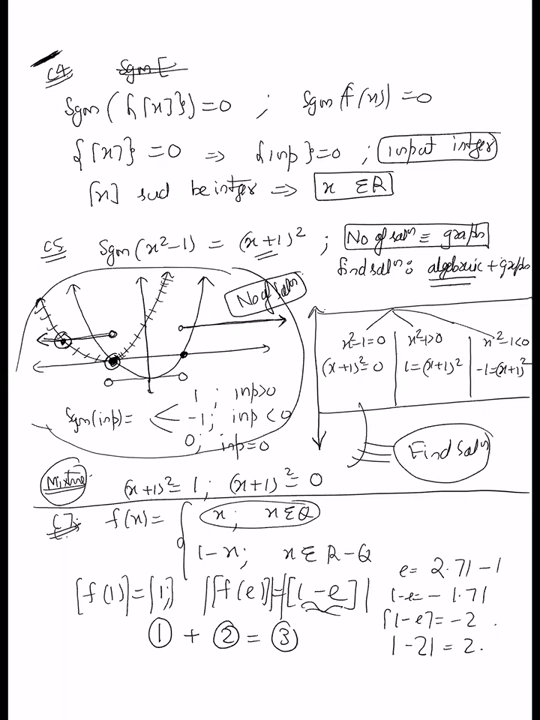 C4 Sgn[
Sgn ({[x]}) = 0 ; Sgn f(x) = 0
{[x]} = 0 ⇒ {inp} = 0 ; input integer
[x] sud be integer ⇒ x ∈ R
C5 Sgn(x²-1) = (x+1)² ; No of solⁿ ≡ graphs
find solⁿ: algebraic + graphs
No of solⁿ
x²-1=0 | x²-1>0 | x²-1<0
(x+1)²=0 | 1=(x+1)² | -1=(x+1)²
Sgn(inp) = 1 ; inp>0
-1; inp<0
0; inp=0
Find solⁿ
Mixture (x+1)² = 1 ; (x+1)² = 0
C7: f(x) = { x; x ∈ Q
1-x; x ∈ R-Q
[f(1)] = [1] |[f(e)]| = |[1-e]|
① + ② = ③
e = 2.71 - 1
1-e = -1.71
[1-e] = -2
|-2| = 2.